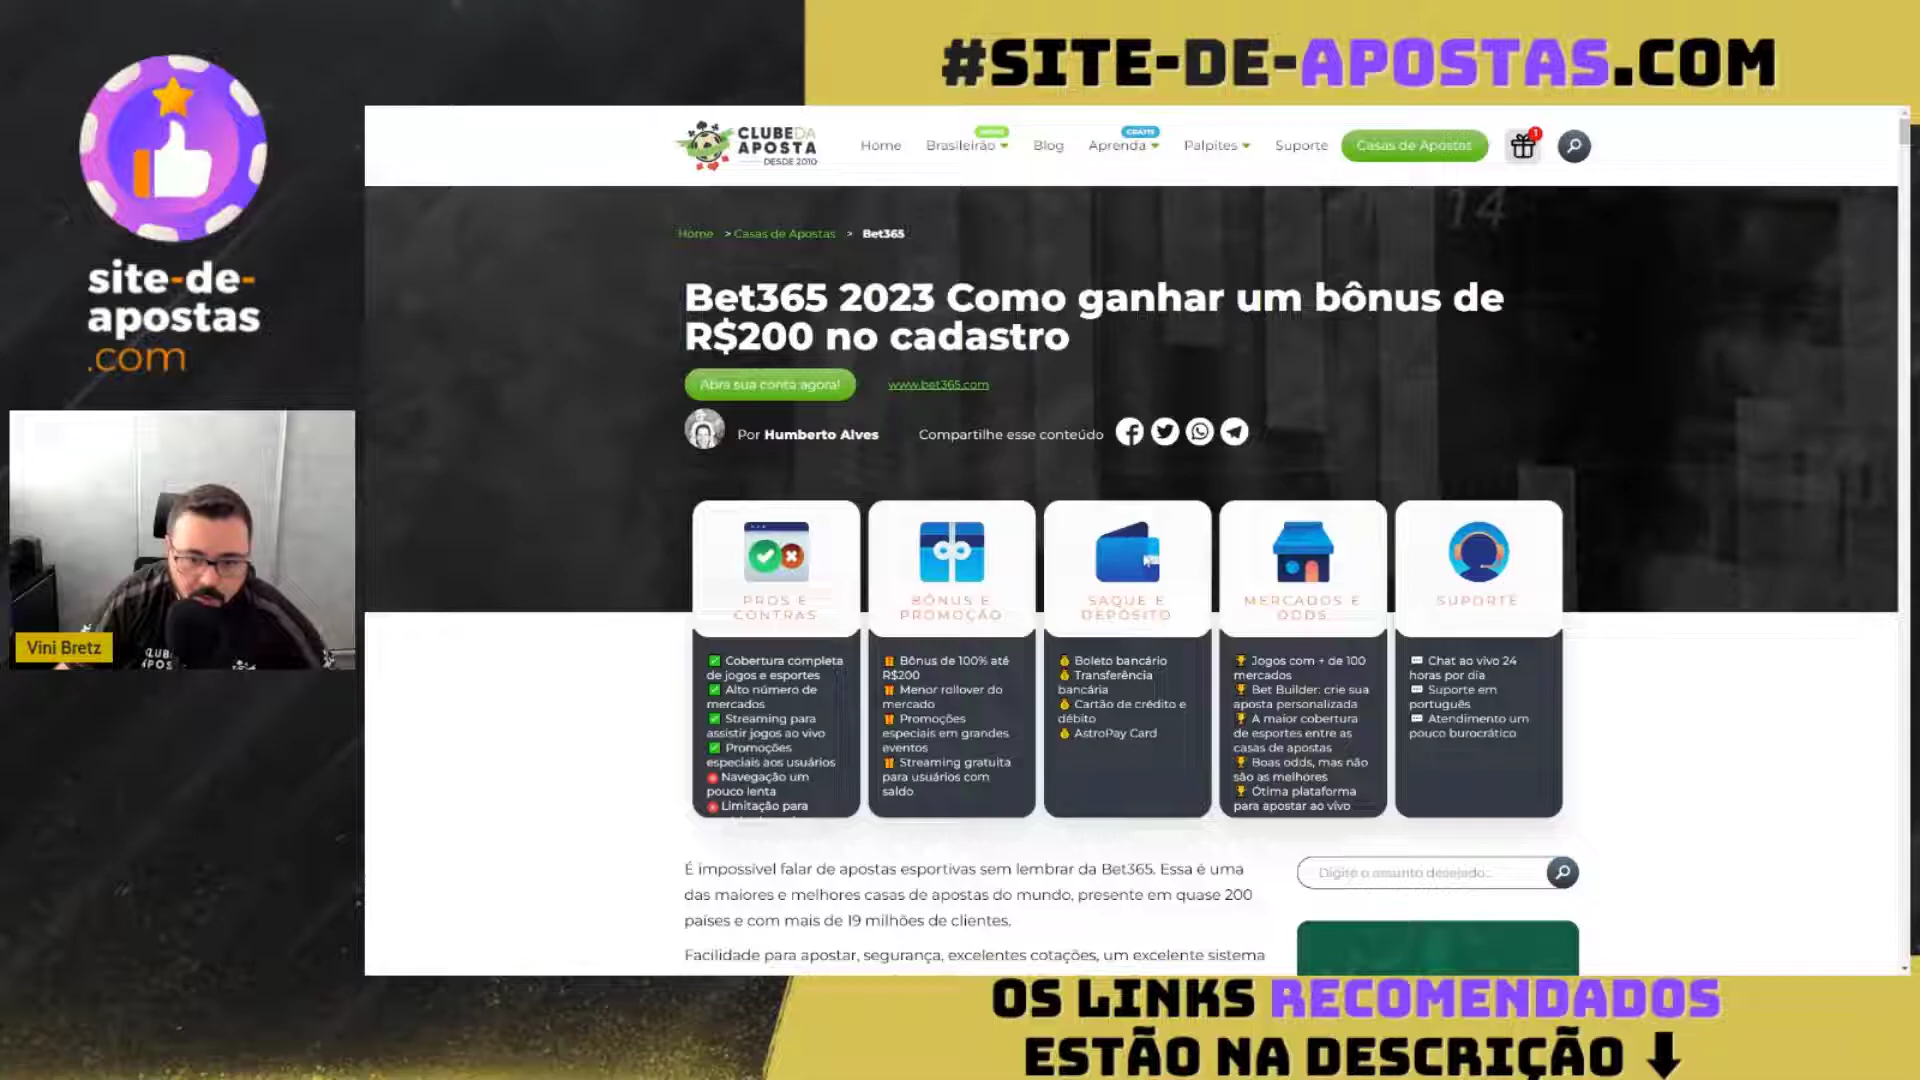 #SITE-DE-APOSTAS.COM
site-de-
apostas
.com
CLUBEDA
APOSTA
DESDE 2010
Home
Brasileirão
Blog
GRÁTIS
Aprenda
Palpites
Suporte
Casas de Apostas
1
14
Home > Casas de Apostas > Bet365
Bet365 2023 Como ganhar um bônus de
R$200 no cadastro
Abra sua conta agora!
www.bet365.com
Por Humberto Alves
Compartilhe esse conteúdo
PROS E
CONTRAS
✅ Cobertura completa
de jogos e esportes
✅ Alto número de
mercados
✅ Streaming para
assistir jogos ao vivo
✅ Promoções
especiais aos usuários
Navegação um
pouco lenta
Limitação para
BÔNUS E
PROMOÇÃO
Bônus de 100% até
R$200
Menor rollover do
mercado
Promoções
especiais em grandes
eventos
Streaming gratuita
para usuários com
saldo
SAQUE E
DEPÓSITO
Boleto bancário
Transferência
bancária
Cartão de crédito e
débito
AstroPay Card
MERCADOS E
ODDS
Jogos com + de 100
mercados
Bet Builder: crie sua
aposta personalizada
A maior cobertura
de esportes entre as
casas de apostas
Boas odds, mas não
são as melhores
Ótima plataforma
para apostar ao vivo
SUPORTE
Chat ao vivo 24
horas por dia
Suporte em
português
Atendimento um
pouco burocrático
Vini Bretz
É impossível falar de apostas esportivas sem lembrar da Bet365. Essa é uma
das maiores e melhores casas de apostas do mundo, presente em quase 200
países e com mais de 19 milhões de clientes.
Facilidade para apostar, segurança, excelentes cotações, um excelente sistema
Digite o assunto desejado...
OS LINKS RECOMENDADOS
ESTÃO NA DESCRIÇÃO